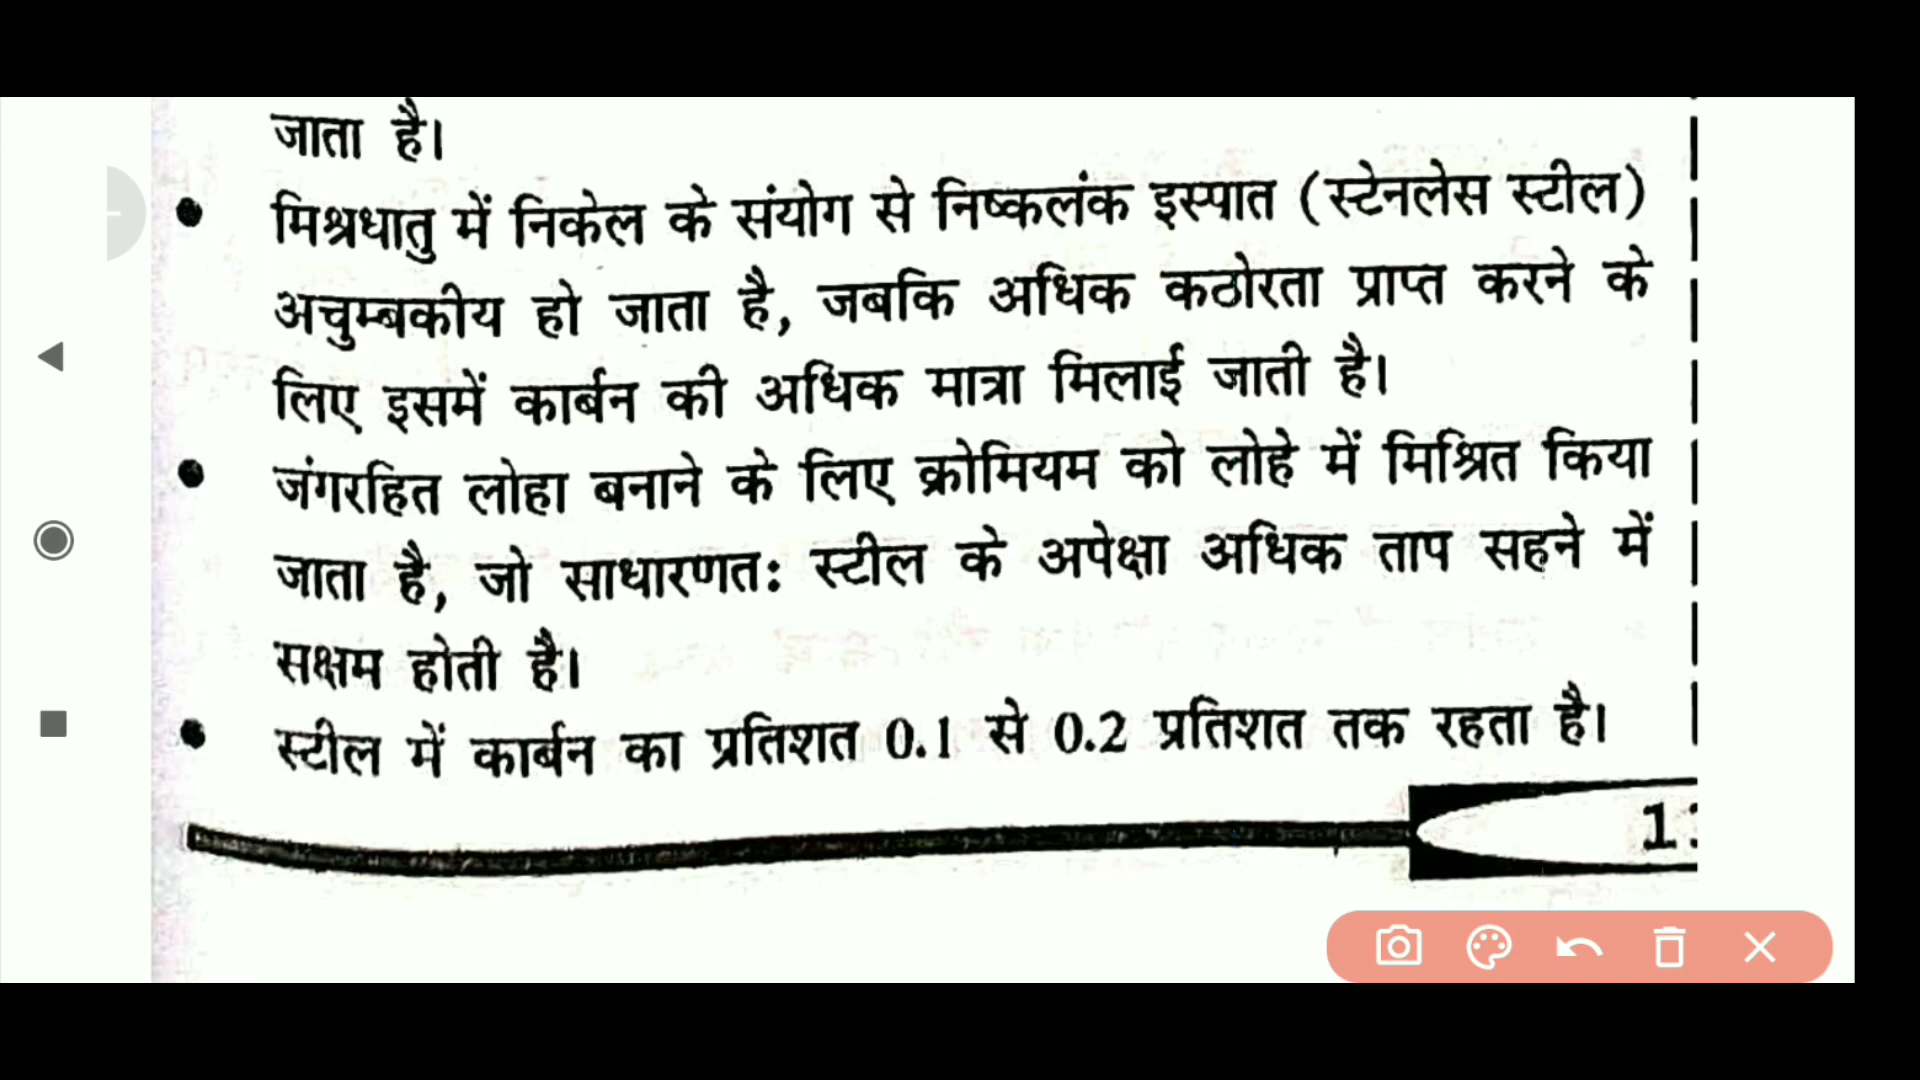 जाता है।
• मिश्रधातु में निकेल के संयोग से निष्कलंक इस्पात (स्टेनलेस स्टील)
अचुम्बकीय हो जाता है, जबकि अधिक कठोरता प्राप्त करने के
लिए इसमें कार्बन की अधिक मात्रा मिलाई जाती है।
• जंगरहित लोहा बनाने के लिए क्रोमियम को लोहे में मिश्रित किया
जाता है, जो साधारणतः स्टील के अपेक्षा अधिक ताप सहने में
सक्षम होती है।
• स्टील में कार्बन का प्रतिशत 0.1 से 0.2 प्रतिशत तक रहता है।